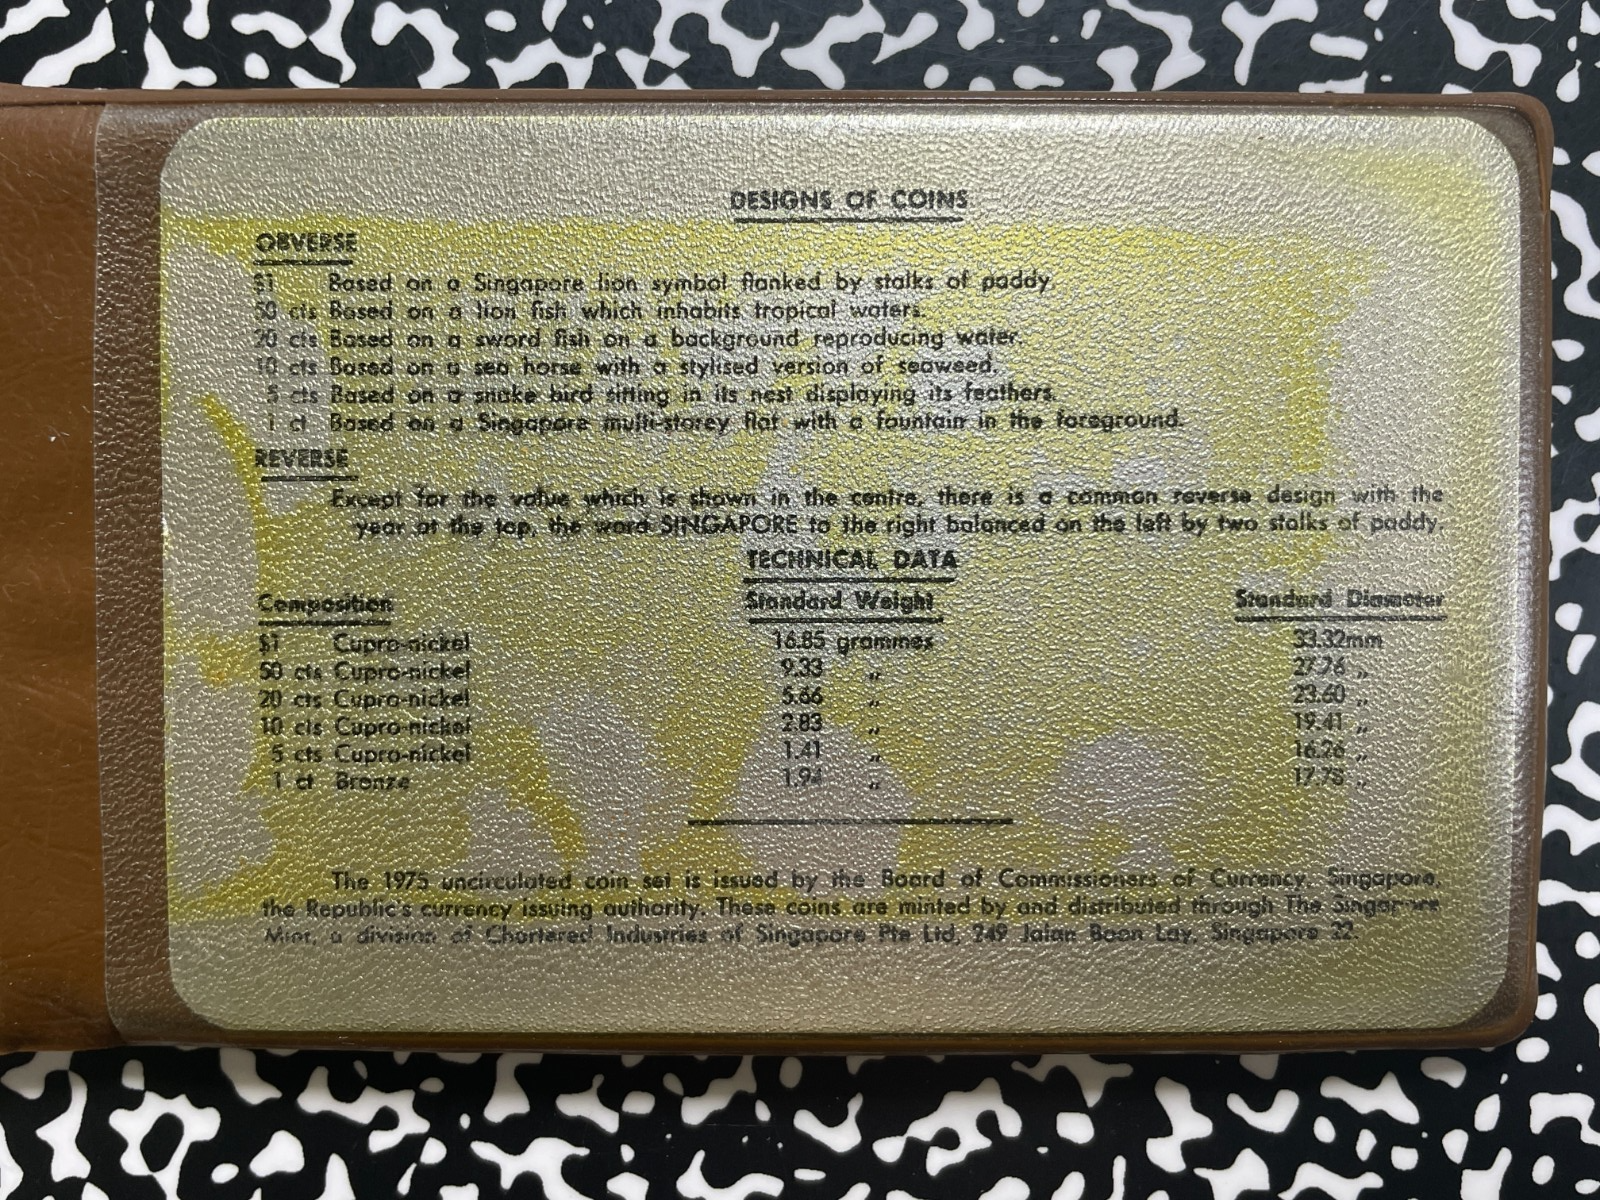 DESIGNS OF COINS
OBVERSE
$1 Based on a Singapore lion symbol flanked by stalks of paddy.
50 cts Based on a lion fish which inhabits tropical waters.
20 cts Based on a sword fish on a background reproducing water.
10 cts Based on a sea horse with a stylised version of seaweed.
5 cts Based on a snake bird sitting in its nest displaying its feathers.
1 ct Based on a Singapore multi-storey flat with a fountain in the foreground.
REVERSE
Except for the value which is shown in the centre, there is a common reverse design with the
year at the top, the word SINGAPORE to the right balanced on the left by two stalks of paddy.
TECHNICAL DATA
Composition Standard Weight Standard Diameter
$1 Cupro-nickel 16.85 grammes 33.32mm
50 cts Cupro-nickel 9.33 „ 27.76 „
20 cts Cupro-nickel 5.66 „ 23.60 „
10 cts Cupro-nickel 2.83 „ 19.41 „
5 cts Cupro-nickel 1.41 „ 16.26 „
1 ct Bronze 1.94 „ 17.78 „
The 1975 uncirculated coin set is issued by the Board of Commissioners of Currency, Singapore,
the Republic's currency issuing authority. These coins are minted by and distributed through The Singapore
Mint, a division of Chartered Industries of Singapore Pte Ltd, 249 Jalan Boon Lay, Singapore 22.